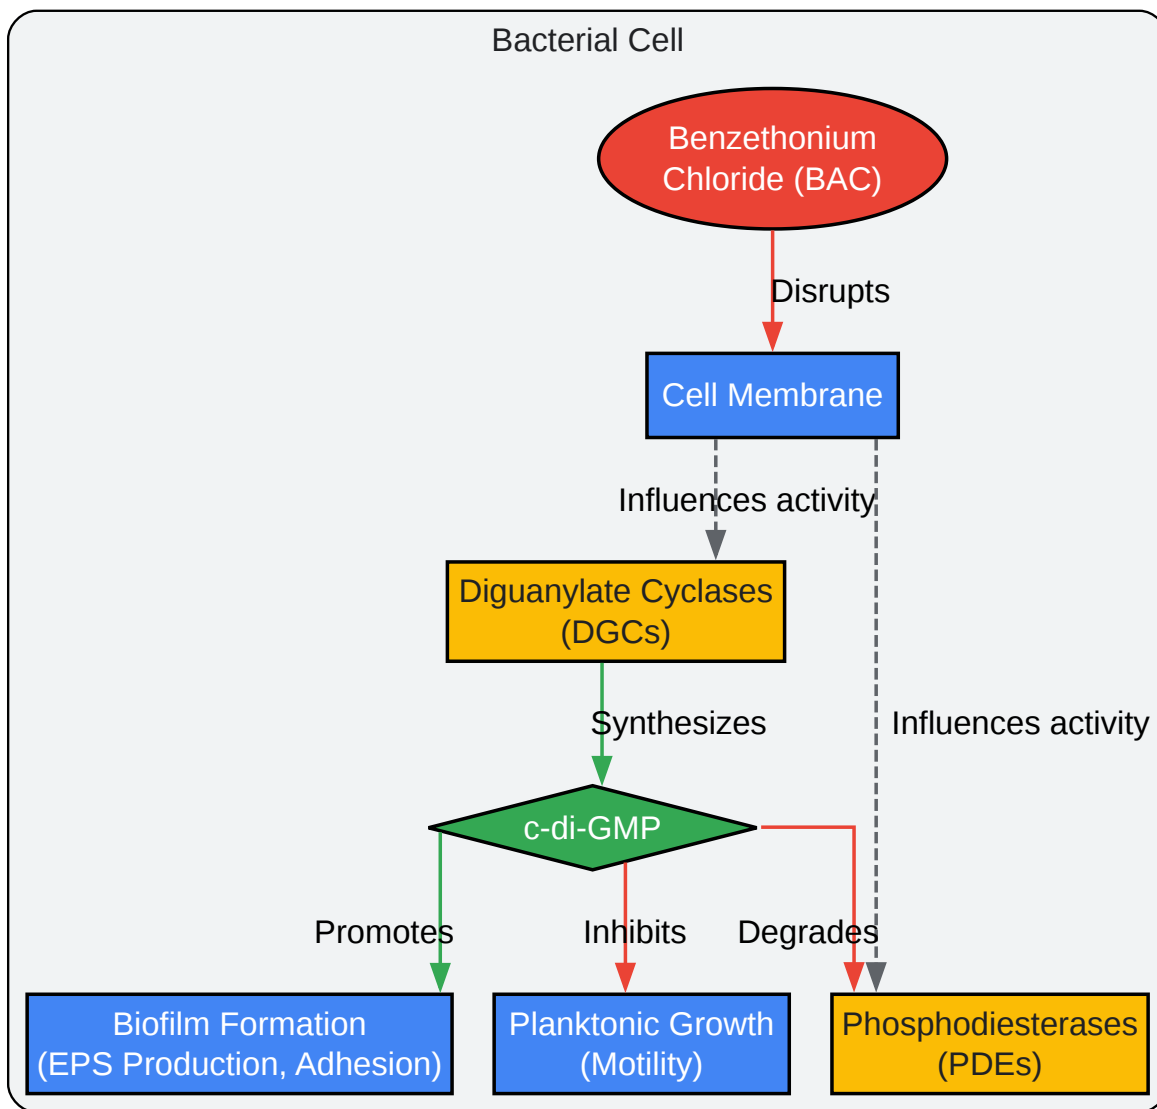 Bacterial Cell
Benzethonium
Chloride (BAC)
Disrupts
Cell Membrane
Influences activity
Diguanylate Cyclases
(DGCs)
Synthesizes
Influences activity
c-di-GMP
Promotes
Inhibits
Degrades
Biofilm Formation
(EPS Production, Adhesion)
Planktonic Growth
(Motility)
Phosphodiesterases
(PDEs)